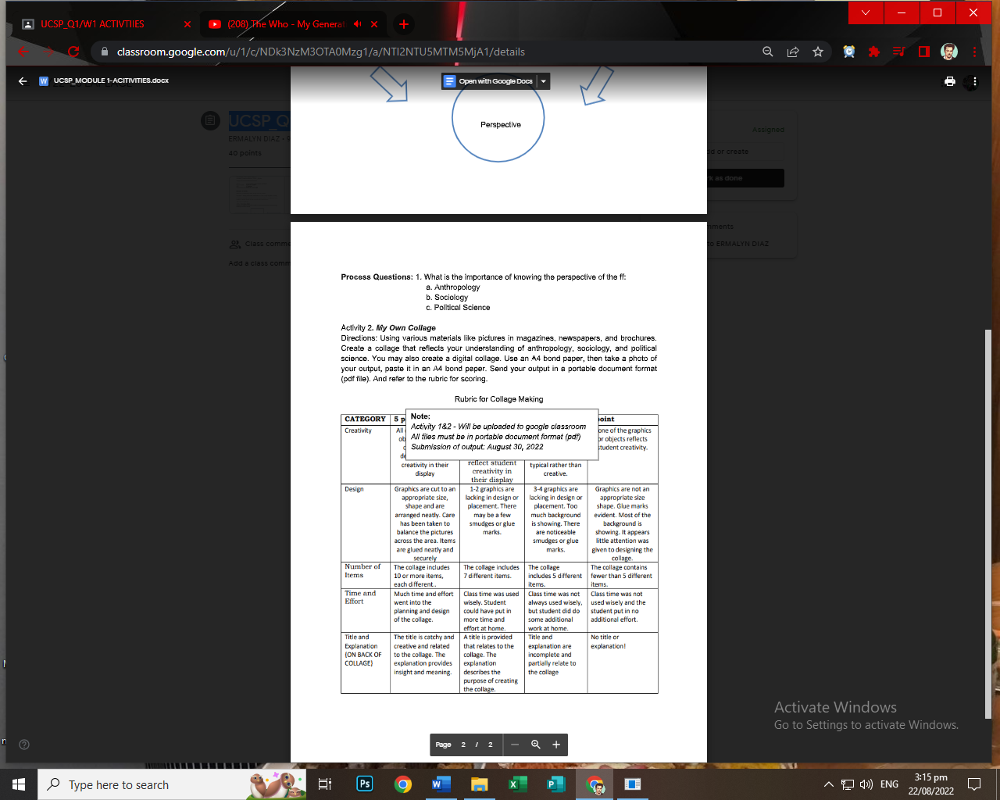 UCSP_Q1/W1 ACTIVTIIES
(208) The Who - My Generat
classroom.google.com/u/1/c/NDk3NzM3OTA0Mzg1/a/NTI2NTU5MTM5MjA1/details
UCSP_MODULE 1-ACITIVITIES.docx
Open with Google Docs
Perspective
UCSP_Q
ERMALYN DIAZ
40 points
Assigned
or create
as done
Class comme
Add a class comm
ments
ERMALYN DIAZ
Process Questions: 1. What is the importance of knowing the perspective of the ff:
a. Anthropology
b. Sociology
c. Political Science
Activity 2. My Own Collage
Directions: Using various materials like pictures in magazines, newspapers, and brochures.
Create a collage that reflects your understanding of anthropology, sociology, and political
science. You may also create a digital collage. Use an A4 bond paper, then take a photo of
your output, paste it in an A4 bond paper. Send your output in a portable document format
(pdf file). And refer to the rubric for scoring.
Rubric for Collage Making
Note:
Activity 1&2 - Will be uploaded to google classroom
All files must be in portable document format (pdf)
Submission of output: August 30, 2022
CATEGORY 5 p
oint
Creativity
All
ob
de
creativity in their
display
reflect student
creativity in
their display
typical rather than
creative.
one of the graphics
or objects reflects
student creativity.
Design
Graphics are cut to an
appropriate size,
shape and are
arranged neatly. Care
has been taken to
balance the pictures
across the area. Items
are glued neatly and
securely
1-2 graphics are
lacking in design or
placement. There
may be a few
smudges or glue
marks.
3-4 graphics are
lacking in design or
placement. Too
much background
is showing. There
are noticeable
smudges or glue
marks.
Graphics are not an
appropriate size
shape. Glue marks
evident. Most of the
background is
showing. It appears
little attention was
given to designing the
collage.
Number of
Items
The collage includes
10 or more items,
each different..
The collage includes
7 different items.
The collage
includes 5 different
items.
The collage contains
fewer than 5 different
items.
Time and
Effort
Much time and effort
went into the
planning and design
of the collage.
Class time was used
wisely. Student
could have put in
more time and
effort at home.
Class time was not
always used wisely,
but student did do
some additional
work at home.
Class time was not
used wisely and the
student put in no
additional effort.
Title and
Explanation
(ON BACK OF
COLLAGE)
The title is catchy and
creative and related
to the collage. The
explanation provides
insight and meaning.
A title is provided
that relates to the
collage. The
explanation
describes the
purpose of creating
the collage.
Title and
explanation are
incomplete and
partially relate to
the collage
No title or
explanation!
Activate Windows
Go to Settings to activate Windows.
Page 2 / 2
Type here to search
ENG
3:15 pm
22/08/2022